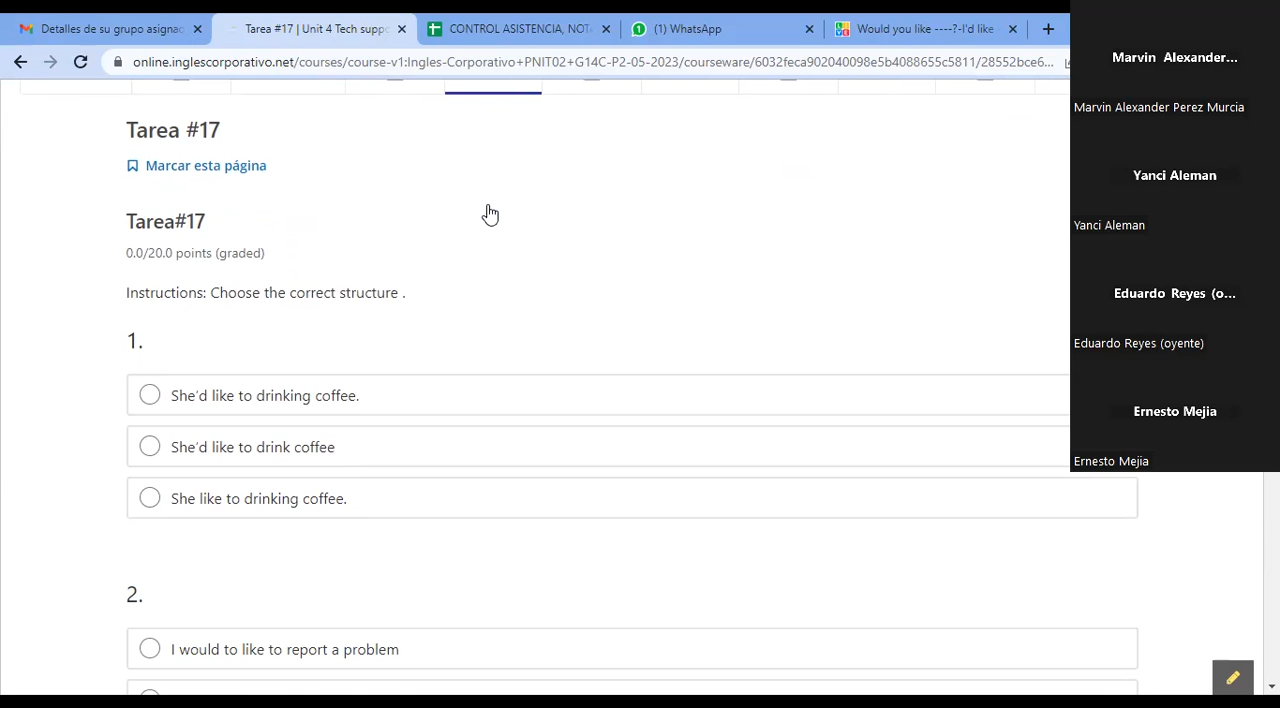 Detalles de su grupo asignac
Tarea #17 | Unit 4 Tech suppo
CONTROL ASISTENCIA, NOTA
(1) WhatsApp
Would you like ----?-I'd like
online.inglescorporativo.net/courses/course-v1:Ingles-Corporativo+PNIT02+G14C-P2-05-2023/courseware/6032feca902040098e5b4088655c5811/28552bce6...
Tarea #17
Marcar esta página
Tarea#17
0.0/20.0 points (graded)
Instructions: Choose the correct structure .
1.
She'd like to drinking coffee.
She'd like to drink coffee
She like to drinking coffee.
2.
I would to like to report a problem
Marvin Alexander...
Marvin Alexander Perez Murcia
Yanci Aleman
Yanci Aleman
Eduardo Reyes (o...
Eduardo Reyes (oyente)
Ernesto Mejia
Ernesto Mejia